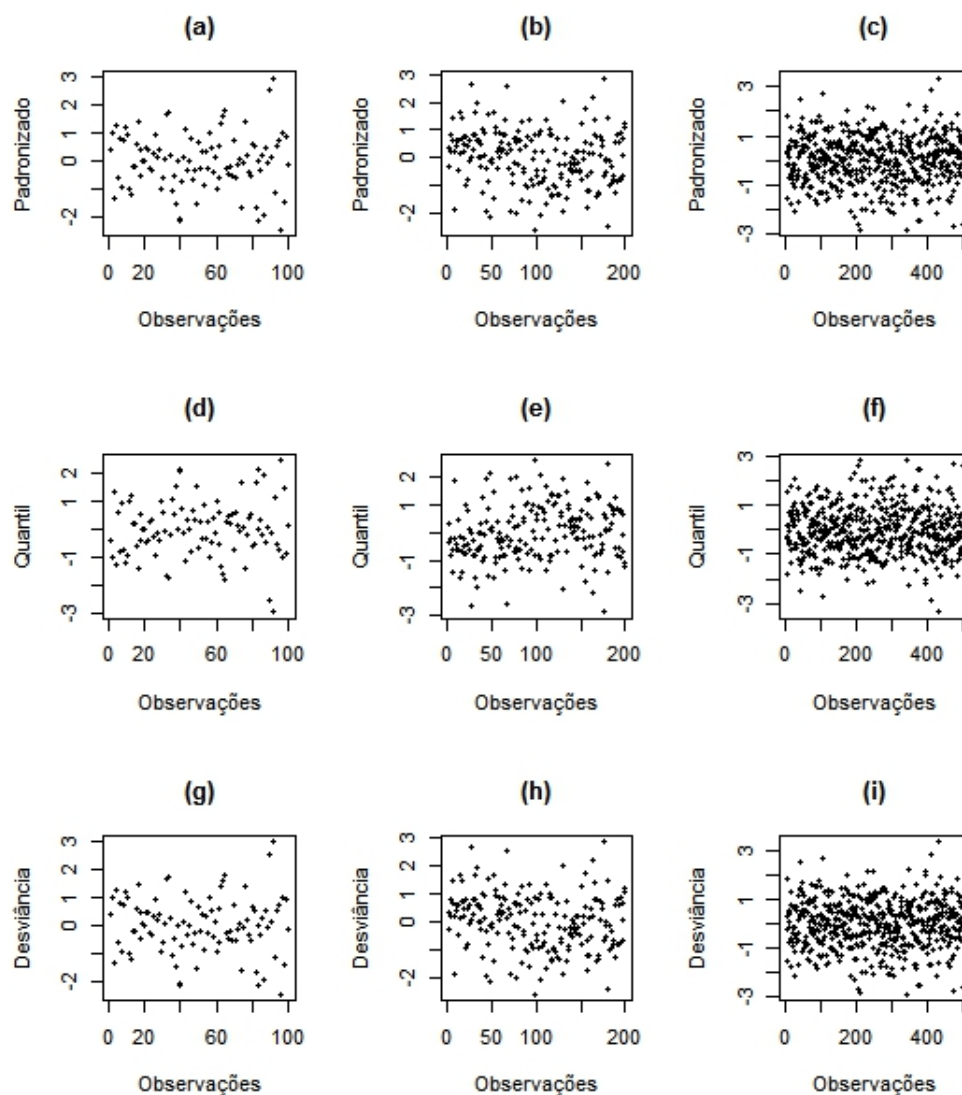 (a)
Padronizado
3
2
1
0
-2
0 20 60 100
Observações
(b)
Padronizado
3
2
1
0
-2
0 50 100 200
Observações
(c)
Padronizado
3
1
-1
-3
0 200 400
Observações
(d)
Quantil
2
1
-1
-3
0 20 60 100
Observações
(e)
Quantil
2
1
-1
-3
0 50 100 200
Observações
(f)
Quantil
3
1
-1
-3
0 200 400
Observações
(g)
Desviância
3
2
1
0
-2
0 20 60 100
Observações
(h)
Desviância
3
2
1
0
-2
0 50 100 200
Observações
(i)
Desviância
3
1
-1
-3
0 200 400
Observações